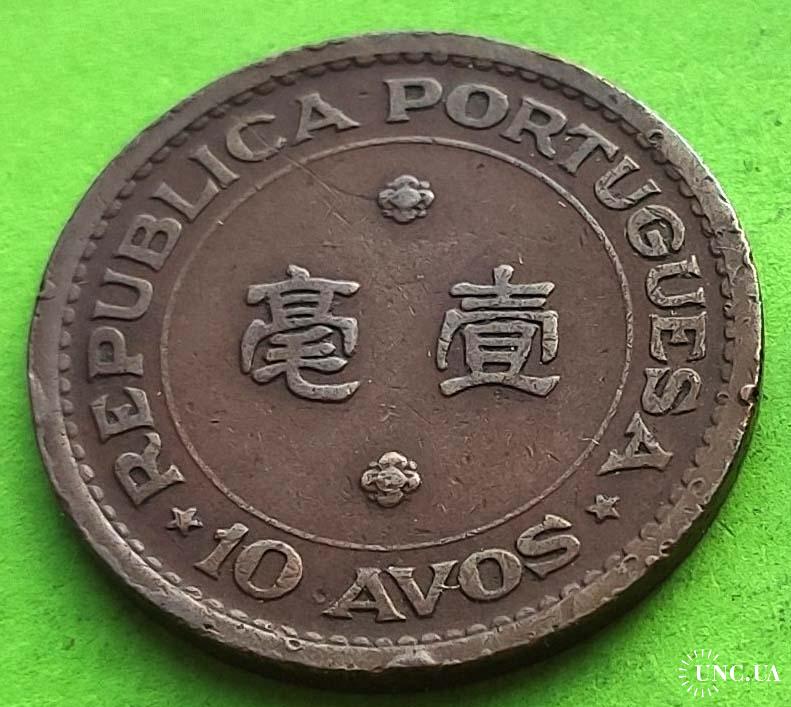 REPUBLICA PORTUGUESA
毫 壹
★ 10 AVOS ★
UNC.UA